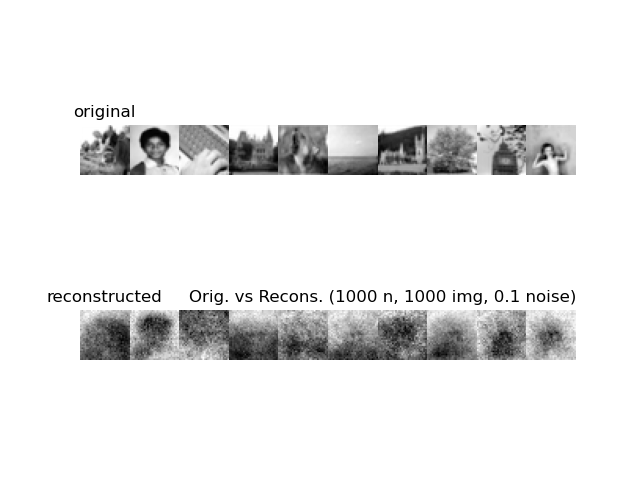 original
reconstructed
Orig. vs Recons. (1000 n, 1000 img, 0.1 noise)